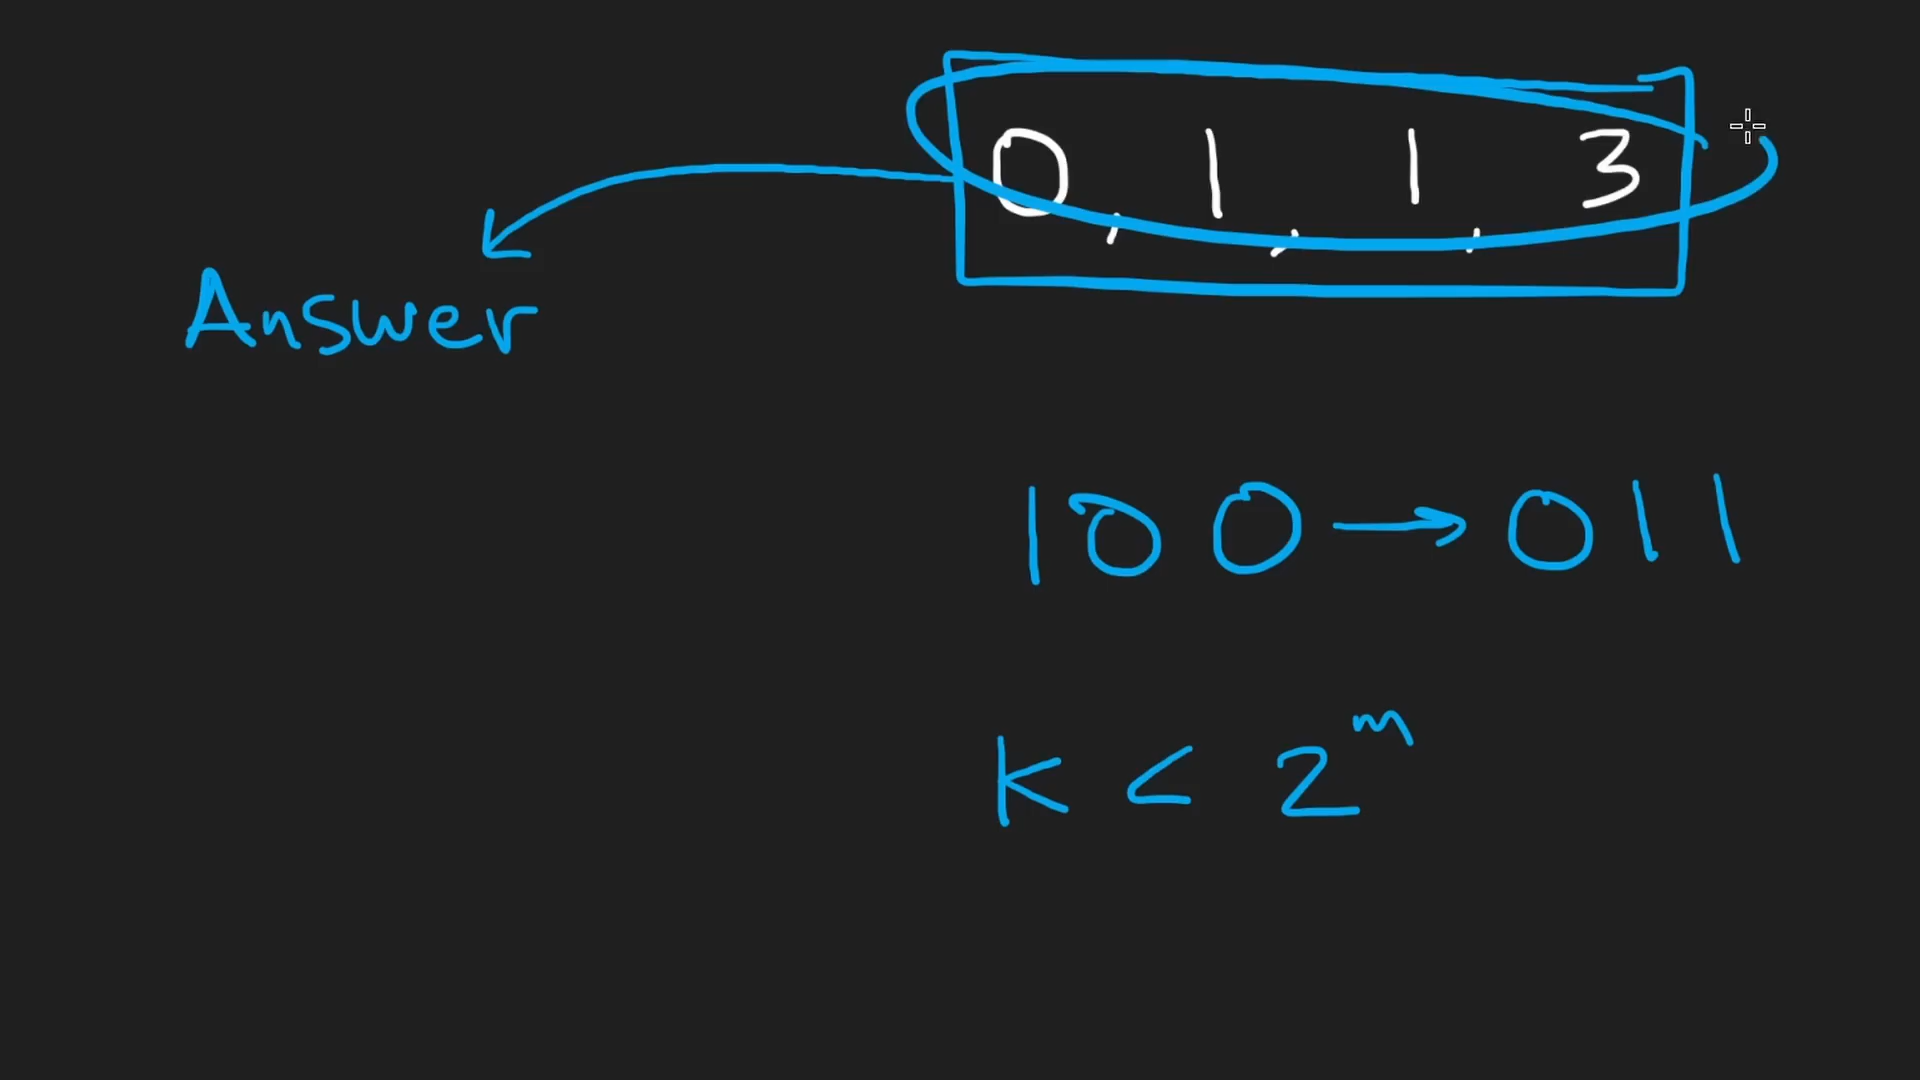 0, 1, 1, 3
Answer
100 → 011
k < 2^m